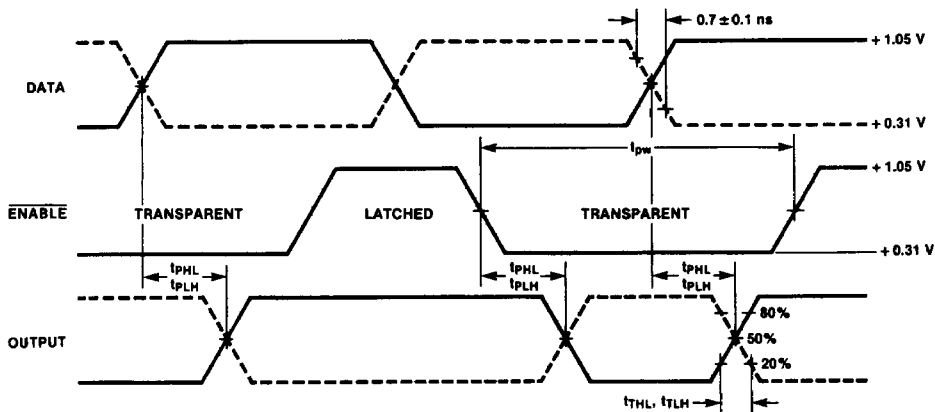 0.7 ± 0.1 ns
+ 1.05 V
DATA
+ 0.31 V
tpw
+ 1.05 V
ENABLE
TRANSPARENT
LATCHED
TRANSPARENT
+ 0.31 V
tPHL
tPLH
tPHL
tPLH
tPHL
tPLH
80%
OUTPUT
50%
20%
tTHL, tTLH